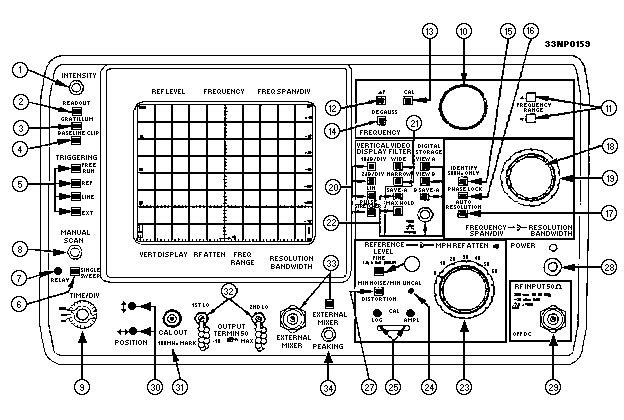 33NP0159
INTENSITY
READOUT
GRATILLUM
BASELINE CLIP
TRIGGERING
FREE RUN
REF
LINE
EXT
MANUAL SCAN
RELAY
SINGLE SWEEP
TIME/DIV
POSITION
REF LEVEL FREQUENCY FREQ SPAN/DIV
VERT DISPLAY RF ATTEN FREQ RANGE RESOLUTION BANDWIDTH
CAL OUT
100MHz MARK
1ST LO
2ND LO
OUTPUT
TERMIN 50
MAX
EXTERNAL MIXER
EXTERNAL MIXER
PEAKING
ΔF
CAL
DEGAUSS
FREQUENCY
FREQUENCY RANGE
VERTICAL DISPLAY
VIDEO FILTER
DIGITAL STORAGE
10dB/DIV
WIDE
VIEW A
2dB/DIV
NARROW
VIEW B
LIN
SAVE-A
B SAVE-A
PULSE STRETCHER
MAX HOLD
IDENTIFY
ONLY
PHASE LOCK
AUTO RESOLUTION
FREQUENCY SPAN/DIV
RESOLUTION BANDWIDTH
REFERENCE LEVEL
FINE
MPH REF ATTEN
MIN NOISE/MIN DISTORTION
UNCAL
CAL
LOG
AMPL
0 10 20 30 40 50 60
POWER
RF INPUT 50Ω
OFF DC
1
2
3
4
5
6
7
8
9
10
11
12
13
14
15
16
17
18
19
20
21
22
23
24
25
27
28
29
30
31
32
33
34